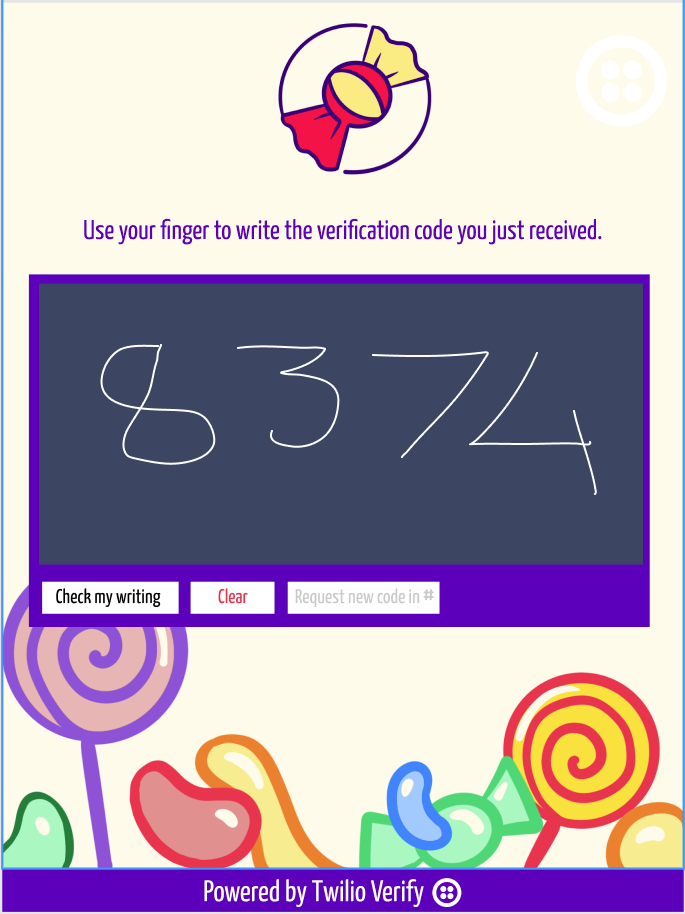 Use your finger to write the verification code you just received.
8374
Check my writing Clear Request new code in #
Powered by Twilio Verify